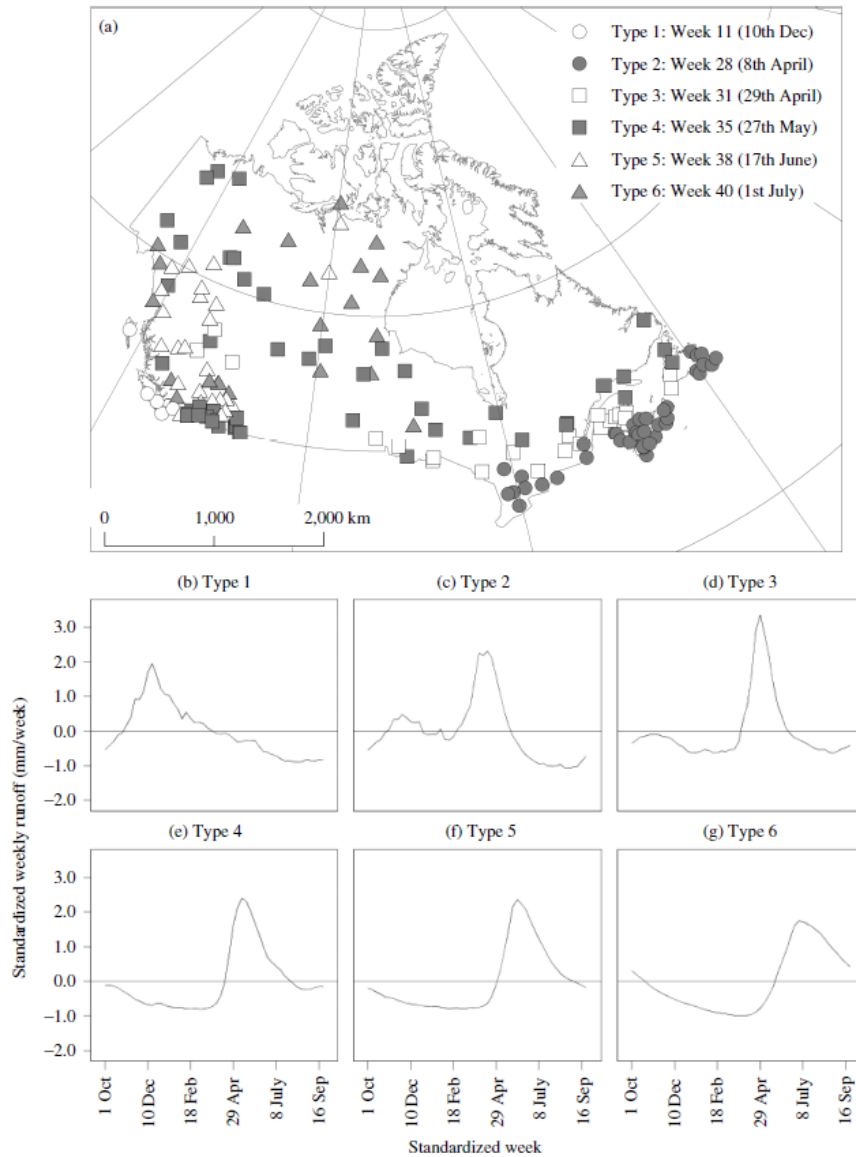 (a)
Type 1: Week 11 (10th Dec)
Type 2: Week 28 (8th April)
Type 3: Week 31 (29th April)
Type 4: Week 35 (27th May)
Type 5: Week 38 (17th June)
Type 6: Week 40 (1st July)
0 1,000 2,000 km
(b) Type 1 (c) Type 2 (d) Type 3
3.0
2.0
1.0
0.0
−1.0
−2.0
Standardized weekly runoff (mm/week)
(e) Type 4 (f) Type 5 (g) Type 6
3.0
2.0
1.0
0.0
−1.0
−2.0
1 Oct 10 Dec 18 Feb 29 Apr 8 July 16 Sep 1 Oct 10 Dec 18 Feb 29 Apr 8 July 16 Sep 1 Oct 10 Dec 18 Feb 29 Apr 8 July 16 Sep
Standardized week